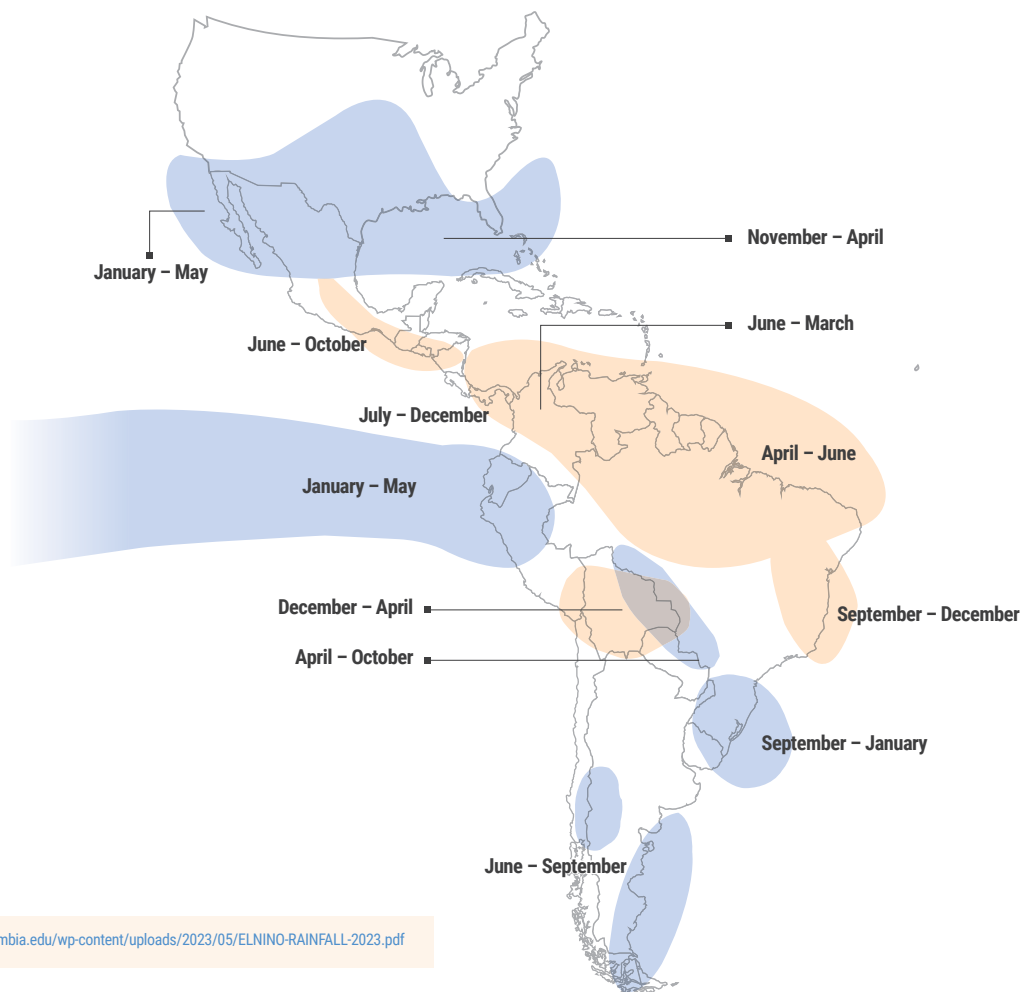 November – April
January – May
June – March
June – October
July – December
April – June
January – May
December – April
September – December
April – October
September – January
June – September
mbia.edu/wp-content/uploads/2023/05/ELNINO-RAINFALL-2023.pdf